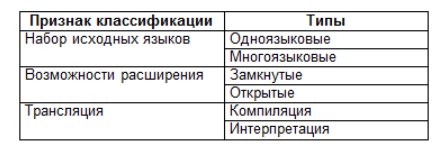 Признак классификации Типы
Набор исходных языков Одноязыковые
Многоязыковые
Возможности расширения Замкнутые
Открытые
Трансляция Компиляция
Интерпретация